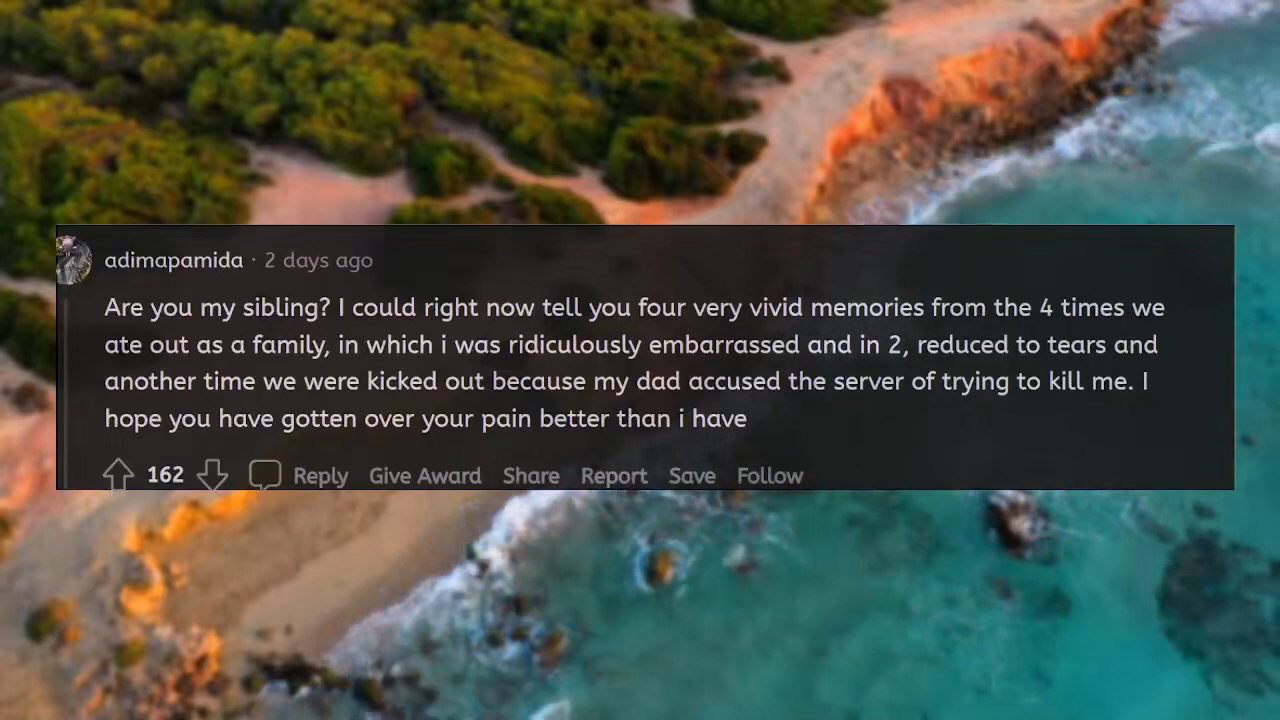 adimapamida · 2 days ago
Are you my sibling? I could right now tell you four very vivid memories from the 4 times we
ate out as a family, in which i was ridiculously embarrassed and in 2, reduced to tears and
another time we were kicked out because my dad accused the server of trying to kill me. I
hope you have gotten over your pain better than i have
162 Reply Give Award Share Report Save Follow